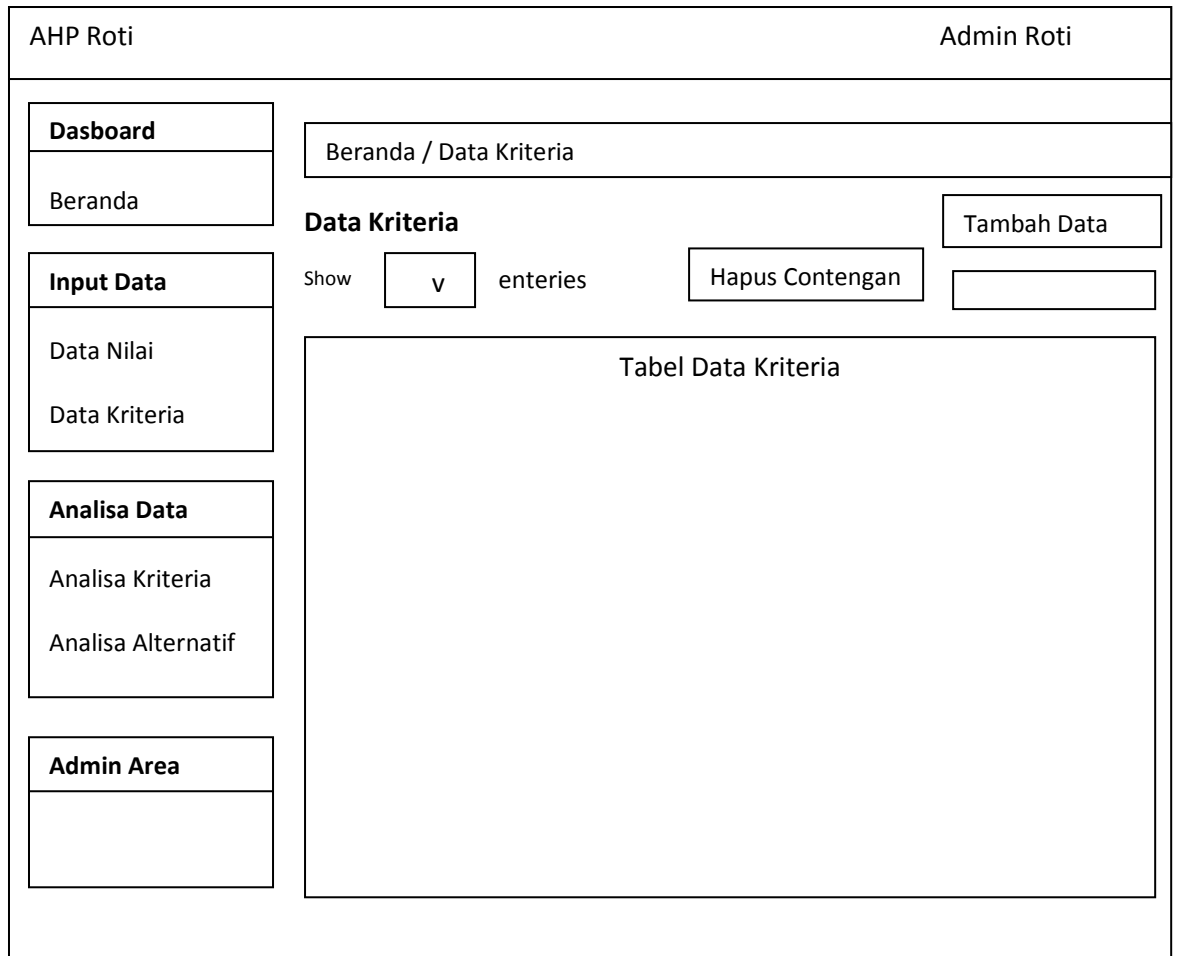 AHP Roti
Admin Roti
Dasboard
Beranda
Input Data
Data Nilai
Data Kriteria
Analisa Data
Analisa Kriteria
Analisa Alternatif
Admin Area
Beranda / Data Kriteria
Data Kriteria
Tambah Data
Show v enteries
Hapus Contengan
Tabel Data Kriteria